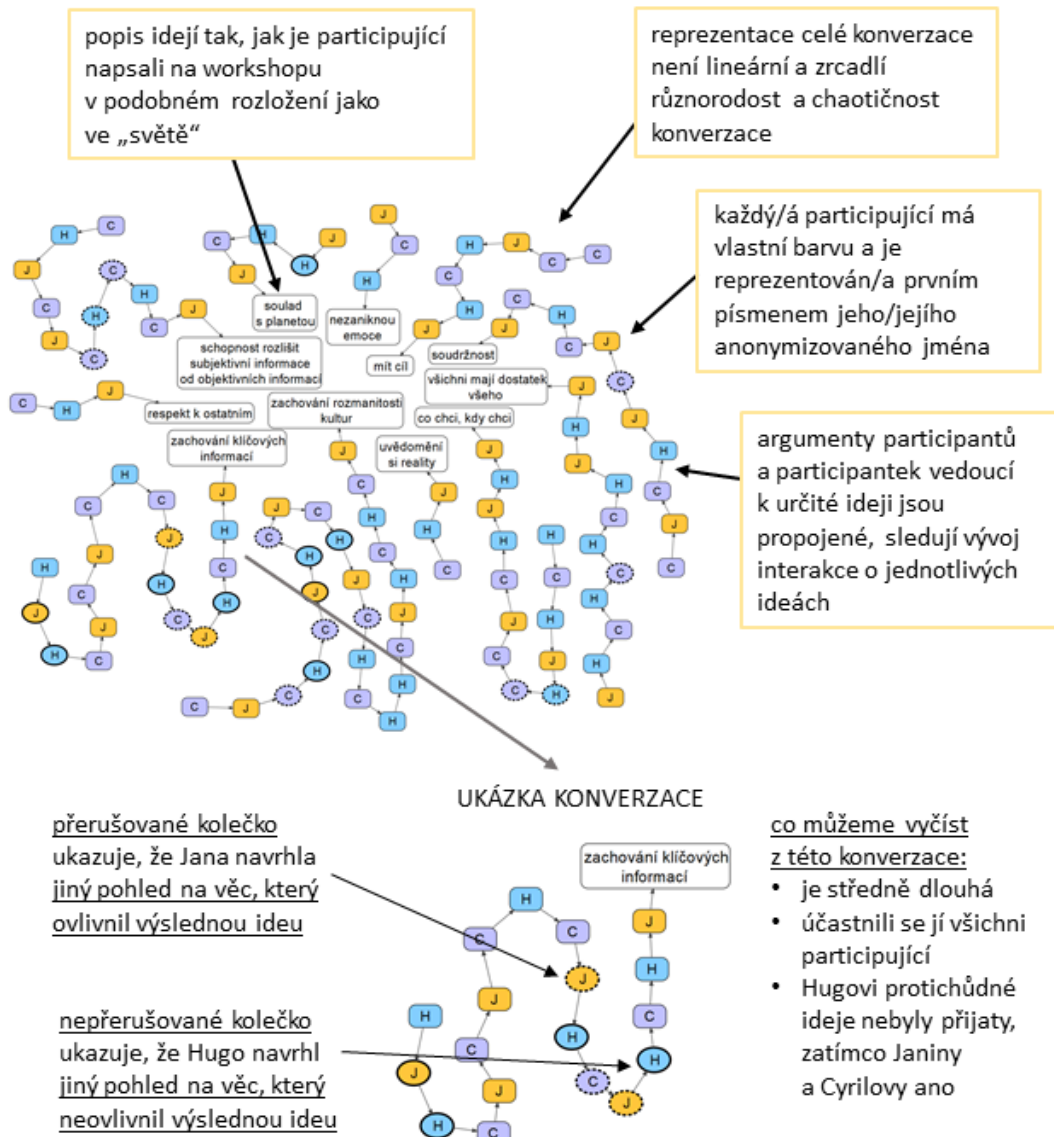 popis idejí tak, jak je participující
napsali na workshopu
v podobném rozložení jako
ve „světě“
reprezentace celé konverzace
není lineární a zrcadlí
různorodost a chaotičnost
konverzace
každý/á participující má
vlastní barvu a je
reprezentován/a prvním
písmenem jeho/jejího
anonymizovaného jména
argumenty participantů
a participantek vedoucí
k určité ideji jsou
propojené, sledují vývoj
interakce o jednotlivých
ideách
soulad
s planetou
nezaniknou
emoce
mít cíl
soudržnost
schopnost rozlišit
subjektivní informace
od objektivních informací
všichni mají dostatek
všeho
respekt k ostatním
zachování rozmanitosti
kultur
co chci, kdy chci
zachování klíčových
informací
uvědomění
si reality
UKÁZKA KONVERZACE
přerušované kolečko
ukazuje, že Jana navrhla
jiný pohled na věc, který
ovlivnil výslednou ideu
nepřerušované kolečko
ukazuje, že Hugo navrhl
jiný pohled na věc, který
neovlivnil výslednou ideu
zachování klíčových
informací
H
J
H
C
J
C
J
C
H
C
J
H
C
J
H
C
H
J
co můžeme vyčíst
z této konverzace:
• je středně dlouhá
• účastnili se jí všichni
participující
• Hugovi protichůdné
ideje nebyly přijaty,
zatímco Janiny
a Cyrilovy ano